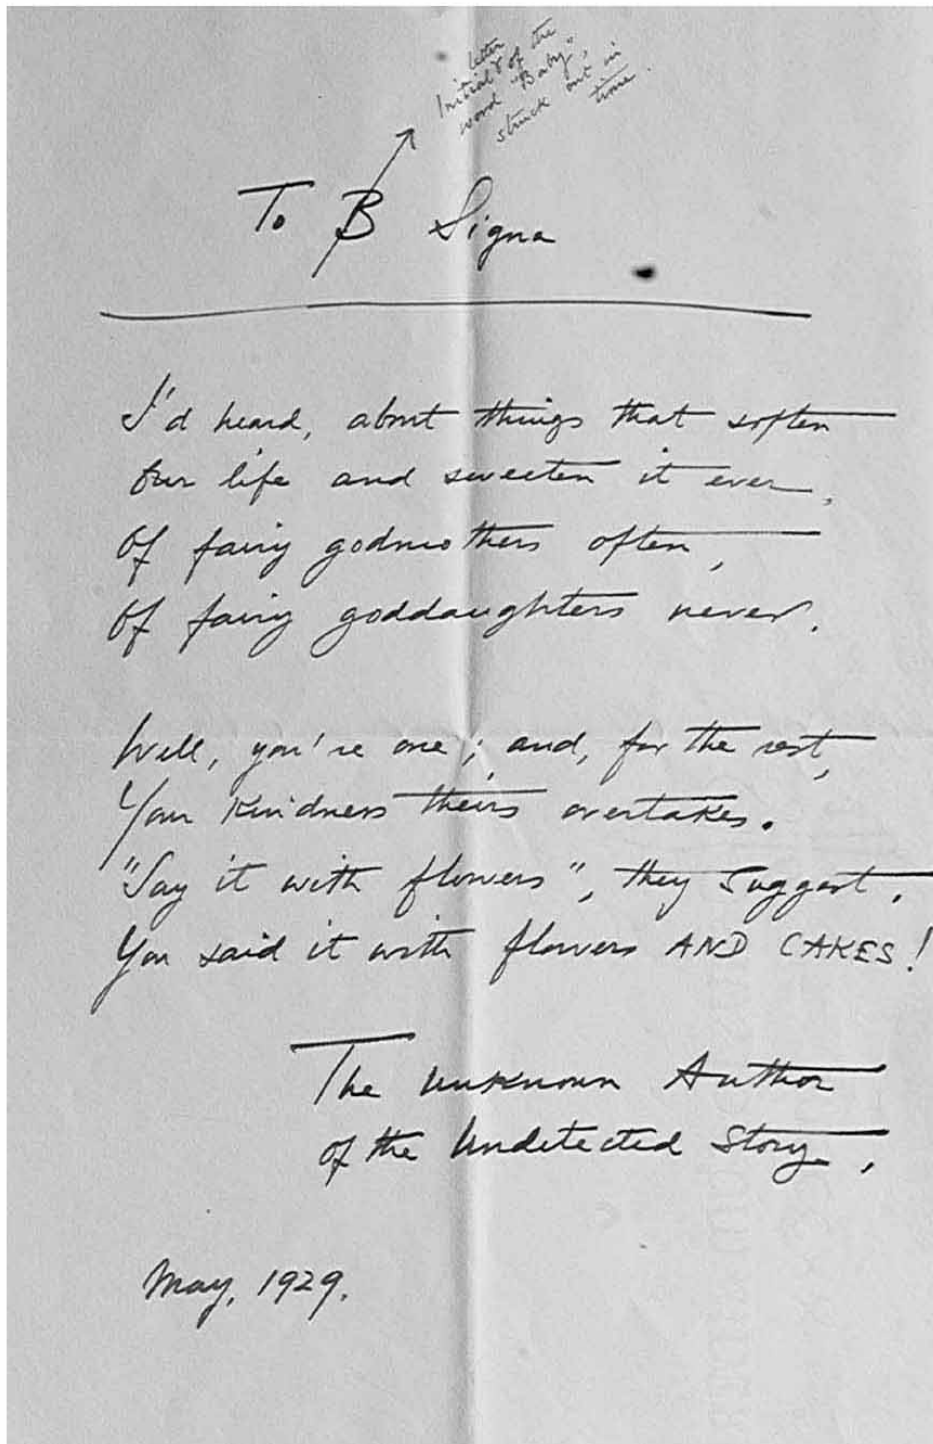 letter
Initial of the
word "Baby",
struck out in
time.
To B Signa
I'd heard, about things that soften
Our life and sweeten it ever,
Of fairy godmothers often,
Of fairy goddaughters never.
Well, you're one; and, for the rest,
Your kindness theirs overtakes.
"Say it with flowers", they suggest.
You said it with flowers AND CAKES!
The Unknown Author
of the Undetected Story.
May, 1929.